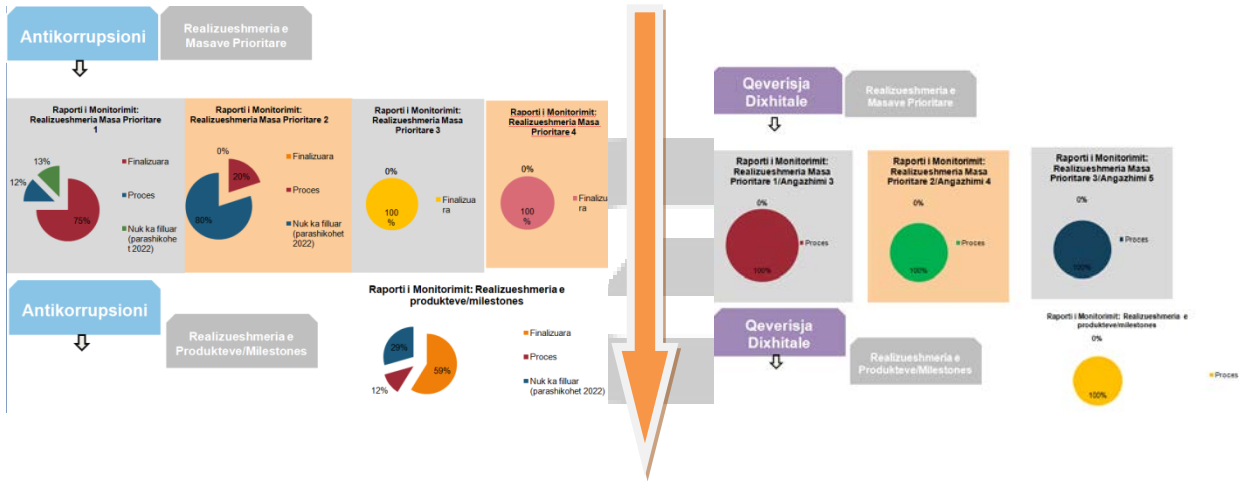 Antikorrupsioni
Realizueshmeria e
Masave Prioritare
Raporti i Monitorimit:
Realizueshmeria Masa Prioritare
1
13%
12%
75%
Finalizuara
Proces
Nuk ka filluar
(parashikohe
t 2022)
Raporti i Monitorimit:
Realizueshmeria Masa Prioritare 2
0%
20%
80%
Finalizuara
Proces
Nuk ka filluar
(parashikohet
2022)
Raporti i Monitorimit:
Realizueshmeria Masa
Prioritare 3
0%
100
%
Finalizua
ra
Raporti i Monitorimit:
Realizueshmeria Masa
Prioritare 4
0%
100
%
Finalizua
ra
Antikorrupsioni
Realizueshmeria e
Produkteve/Milestones
Raporti i Monitorimit: Realizueshmeria e
produkteve/milestones
29%
12%
59%
Finalizuara
Proces
Nuk ka filluar
(parashikohet 2022)
Qeverisja
Dixhitale
Realizueshmeria e
Masave Prioritare
Raporti i Monitorimit:
Realizueshmeria Masa
Prioritare 1/Angazhimi 3
0%
100%
Proces
Raporti i Monitorimit:
Realizueshmeria Masa
Prioritare 2/Angazhimi 4
0%
100%
Proces
Raporti i Monitorimit:
Realizueshmeria Masa
Prioritare 3/Angazhimi 5
0%
100%
Proces
Qeverisja
Dixhitale
Realizueshmeria e
Produkteve/Milestones
Raporti i Monitorimit: Realizueshmeria e
produkteve/milestones
0%
100%
Proces